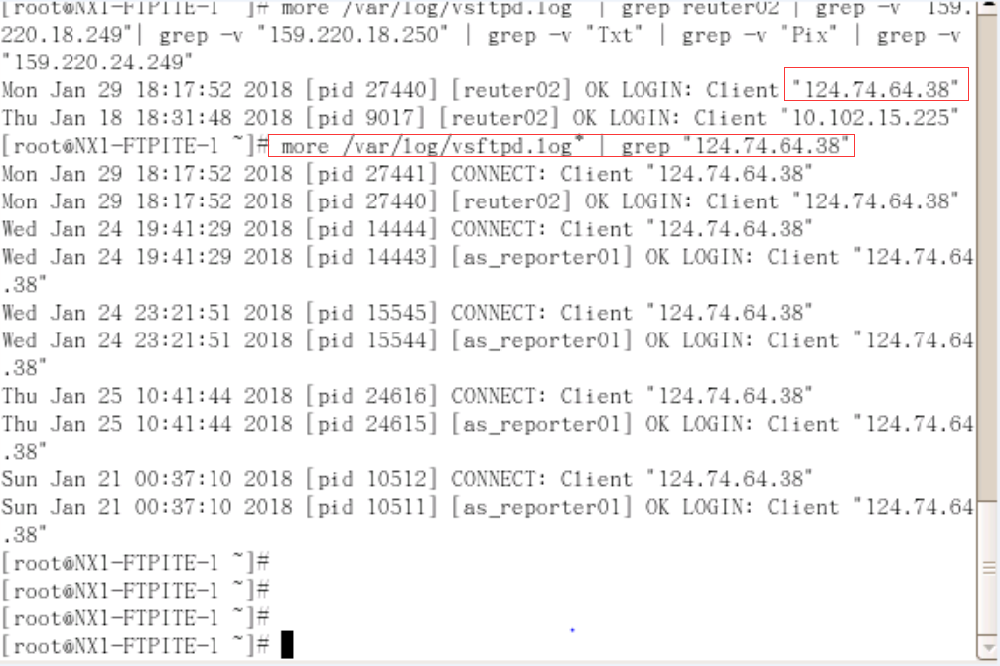 [root@NX1-FTPITE-1 ~]# more /var/log/vsftpd.log | grep reuter02 | grep -v "159.
220.18.249"| grep -v "159.220.18.250" | grep -v "Txt" | grep -v "Pix" | grep -v
"159.220.24.249"
Mon Jan 29 18:17:52 2018 [pid 27440] [reuter02] OK LOGIN: Client "124.74.64.38"
Thu Jan 18 18:31:48 2018 [pid 9017] [reuter02] OK LOGIN: Client "10.102.15.225"
[root@NX1-FTPITE-1 ~]# more /var/log/vsftpd.log* | grep "124.74.64.38"
Mon Jan 29 18:17:52 2018 [pid 27441] CONNECT: Client "124.74.64.38"
Mon Jan 29 18:17:52 2018 [pid 27440] [reuter02] OK LOGIN: Client "124.74.64.38"
Wed Jan 24 19:41:29 2018 [pid 14444] CONNECT: Client "124.74.64.38"
Wed Jan 24 19:41:29 2018 [pid 14443] [as_reporter01] OK LOGIN: Client "124.74.64
.38"
Wed Jan 24 23:21:51 2018 [pid 15545] CONNECT: Client "124.74.64.38"
Wed Jan 24 23:21:51 2018 [pid 15544] [as_reporter01] OK LOGIN: Client "124.74.64
.38"
Thu Jan 25 10:41:44 2018 [pid 24616] CONNECT: Client "124.74.64.38"
Thu Jan 25 10:41:44 2018 [pid 24615] [as_reporter01] OK LOGIN: Client "124.74.64
.38"
Sun Jan 21 00:37:10 2018 [pid 10512] CONNECT: Client "124.74.64.38"
Sun Jan 21 00:37:10 2018 [pid 10511] [as_reporter01] OK LOGIN: Client "124.74.64
.38"
[root@NX1-FTPITE-1 ~]#
[root@NX1-FTPITE-1 ~]#
[root@NX1-FTPITE-1 ~]#
[root@NX1-FTPITE-1 ~]#